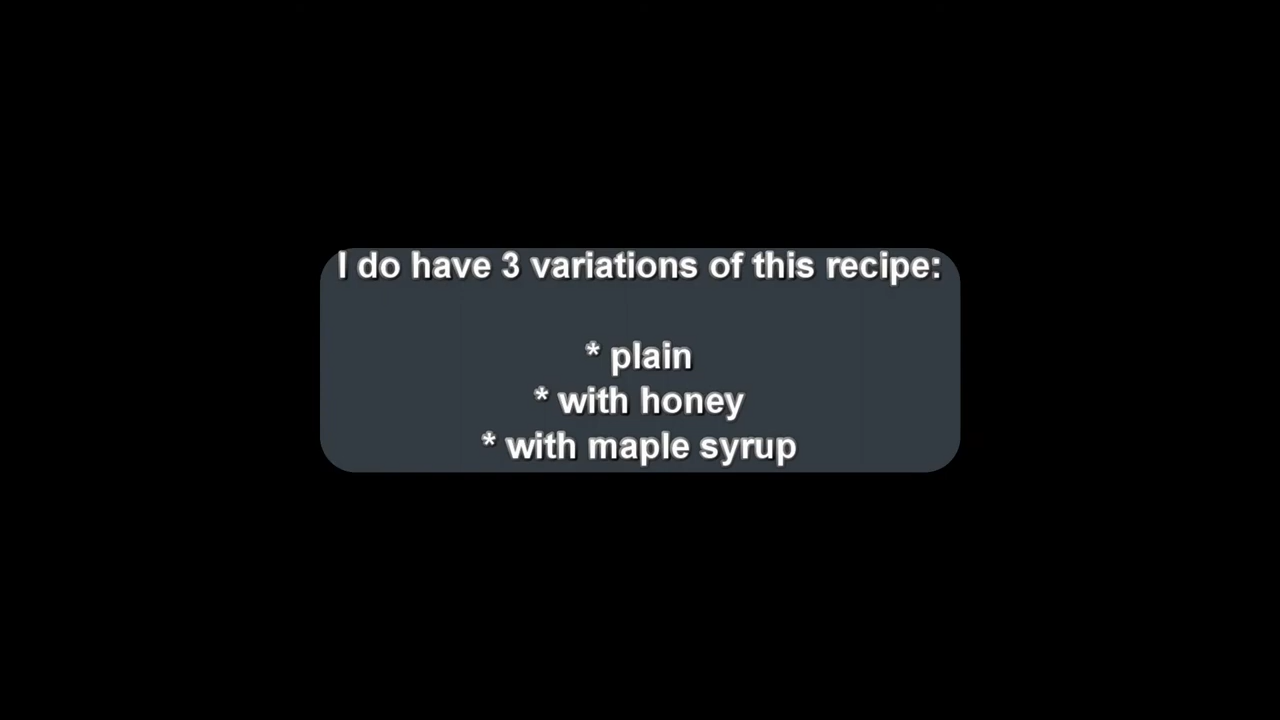 I do have 3 variations of this recipe:
* plain
* with honey
* with maple syrup